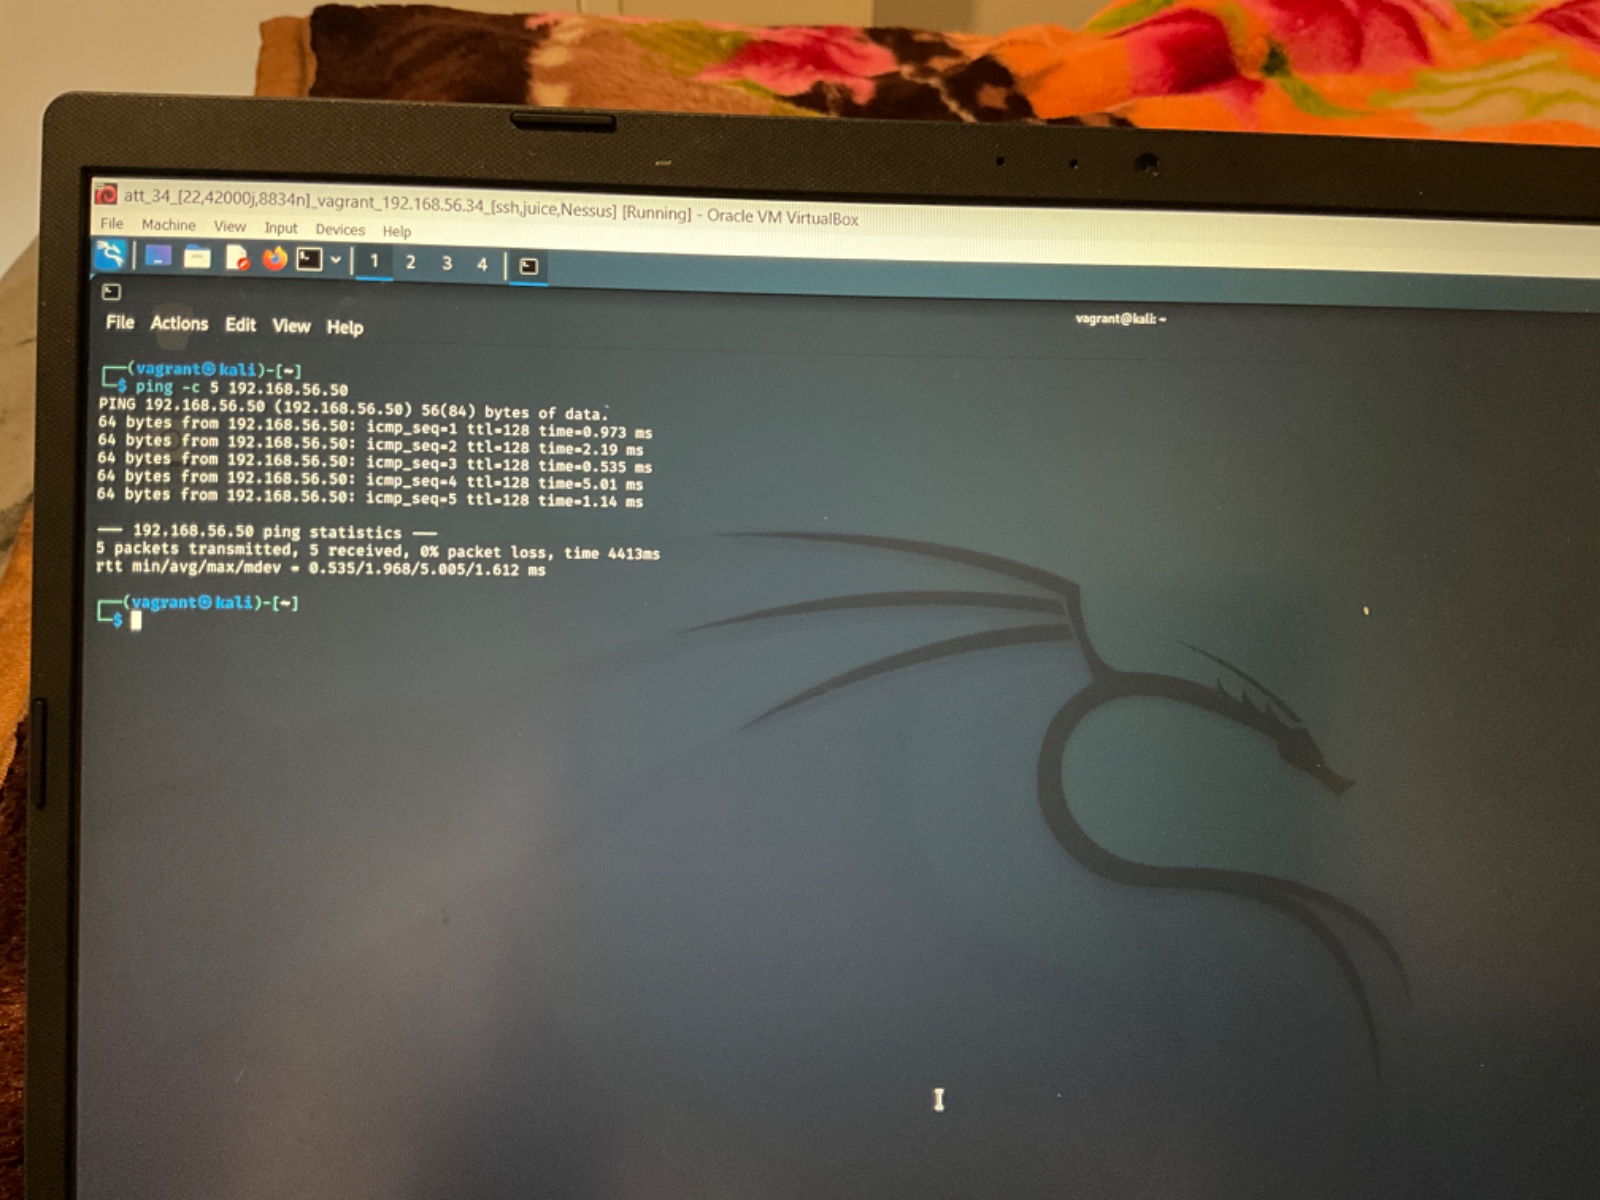 att_34_[22,42000j,8834n]_vagrant_192.168.56.34_[ssh,juice,Nessus] [Running] - Oracle VM VirtualBox
File Machine View Input Devices Help
1 2 3 4
vagrant@kali: ~
File Actions Edit View Help
┌──(vagrant㉿kali)-[~]
└─$ ping -c 5 192.168.56.50
PING 192.168.56.50 (192.168.56.50) 56(84) bytes of data.
64 bytes from 192.168.56.50: icmp_seq=1 ttl=128 time=0.973 ms
64 bytes from 192.168.56.50: icmp_seq=2 ttl=128 time=2.19 ms
64 bytes from 192.168.56.50: icmp_seq=3 ttl=128 time=0.535 ms
64 bytes from 192.168.56.50: icmp_seq=4 ttl=128 time=5.01 ms
64 bytes from 192.168.56.50: icmp_seq=5 ttl=128 time=1.14 ms
--- 192.168.56.50 ping statistics ---
5 packets transmitted, 5 received, 0% packet loss, time 4413ms
rtt min/avg/max/mdev = 0.535/1.968/5.005/1.612 ms
┌──(vagrant㉿kali)-[~]
└─$